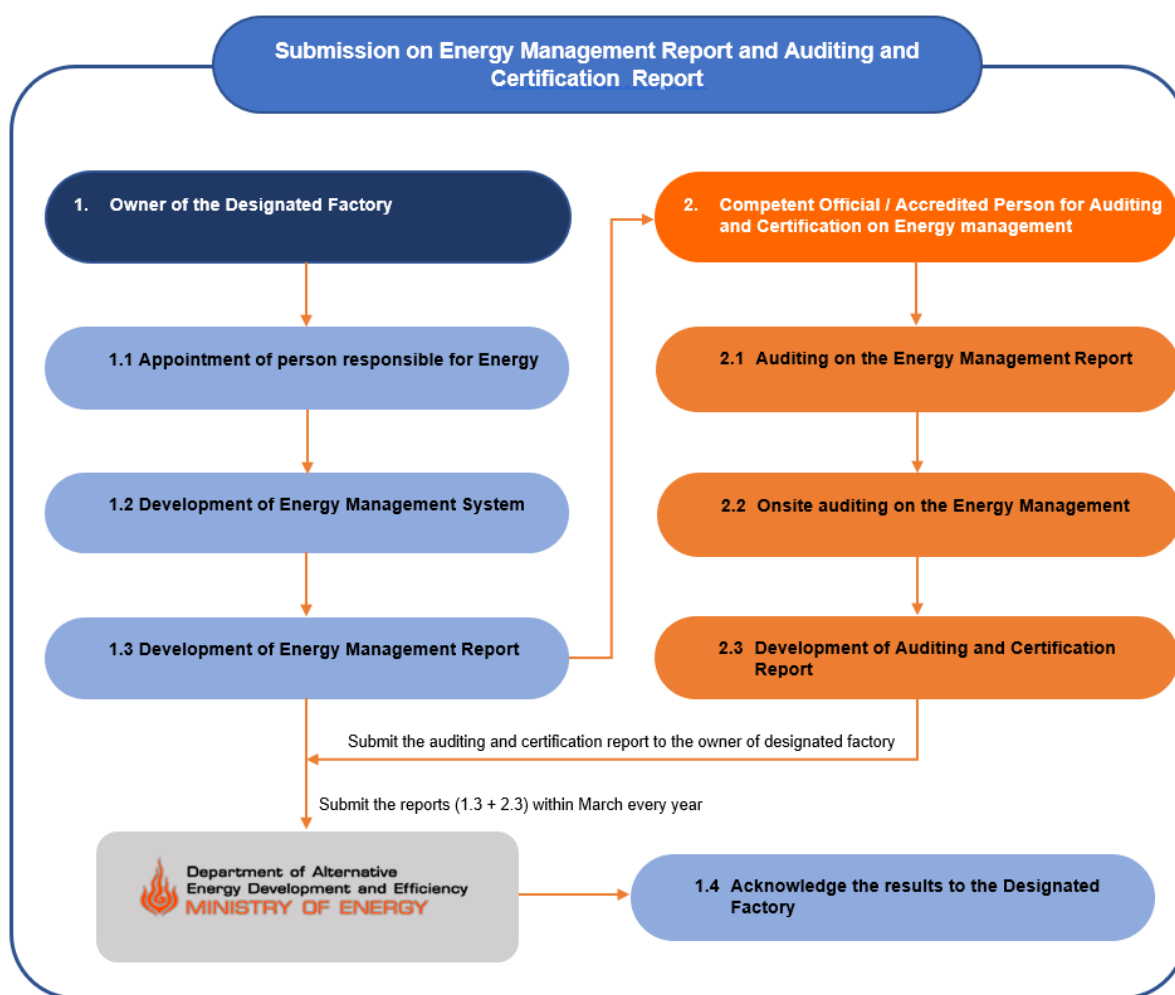 Submission on Energy Management Report and Auditing and
Certification Report
1. Owner of the Designated Factory
1.1 Appointment of person responsible for Energy
1.2 Development of Energy Management System
1.3 Development of Energy Management Report
2. Competent Official / Accredited Person for Auditing
and Certification on Energy management
2.1 Auditing on the Energy Management Report
2.2 Onsite auditing on the Energy Management
2.3 Development of Auditing and Certification
Report
Submit the auditing and certification report to the owner of designated factory
Submit the reports (1.3 + 2.3) within March every year
Department of Alternative
Energy Development and Efficiency
MINISTRY OF ENERGY
1.4 Acknowledge the results to the Designated
Factory